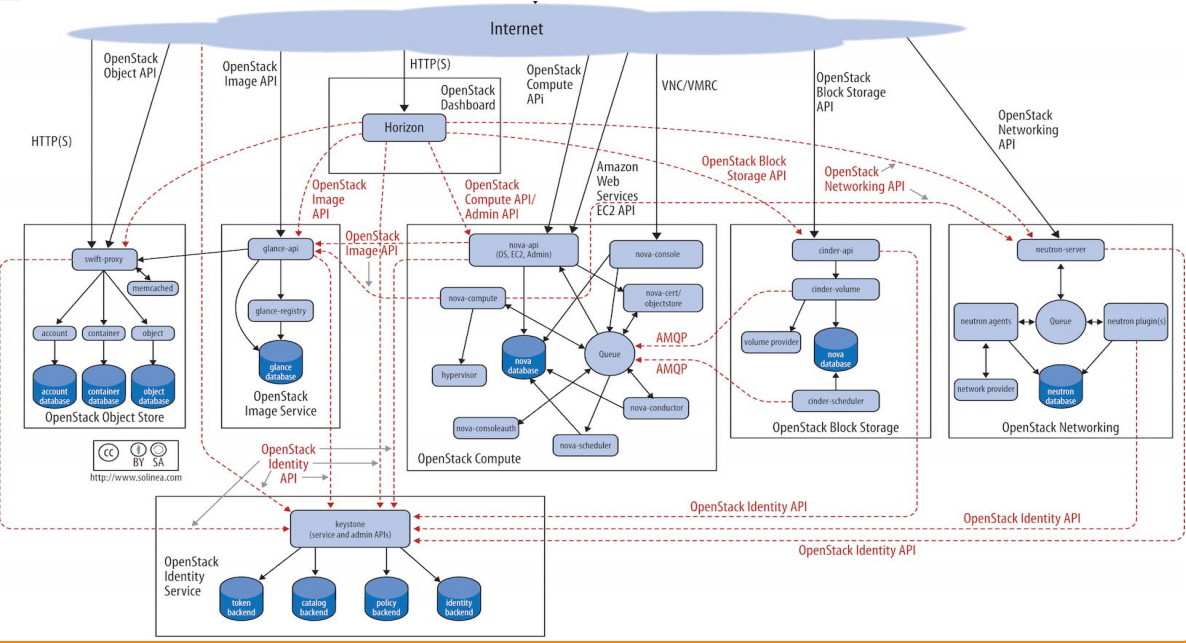 Internet
OpenStack
Object API
HTTP(S)
OpenStack
Image API
HTTP(S)
OpenStack
Dashboard
Horizon
OpenStack
Compute
APi
VNC/VMRC
Amazon
Web
Services
EC2 API
OpenStack
Block Storage
API
OpenStack
Networking
API
OpenStack
Image
API
OpenStack
Compute API/
Admin API
OpenStack Block
Storage API
OpenStack
Networking API
OpenStack
Image API
swift-proxy
memcached
account
container
object
account
database
container
database
object
database
OpenStack Object Store
glance-api
glance-registry
glance
database
OpenStack
Image Service
nova-api
(OS, EC2, Admin)
nova-console
nova-compute
nova-cert/
objectstore
hypervisor
nova
database
Queue
nova-conductor
nova-consoleauth
nova-scheduler
OpenStack Compute
AMQP
AMQP
cinder-api
cinder-volume
volume provider
nova
database
cinder-scheduler
OpenStack Block Storage
neutron-server
neutron agents
Queue
neutron plugin(s)
network provider
neutron
database
OpenStack Networking
cc
BY SA
http://www.solinea.com
OpenStack
Identity
API
OpenStack Identity API
OpenStack Identity API
OpenStack Identity API
keystone
(service and admin APIs)
OpenStack
Identity
Service
token
backend
catalog
backend
policy
backend
identity
backend